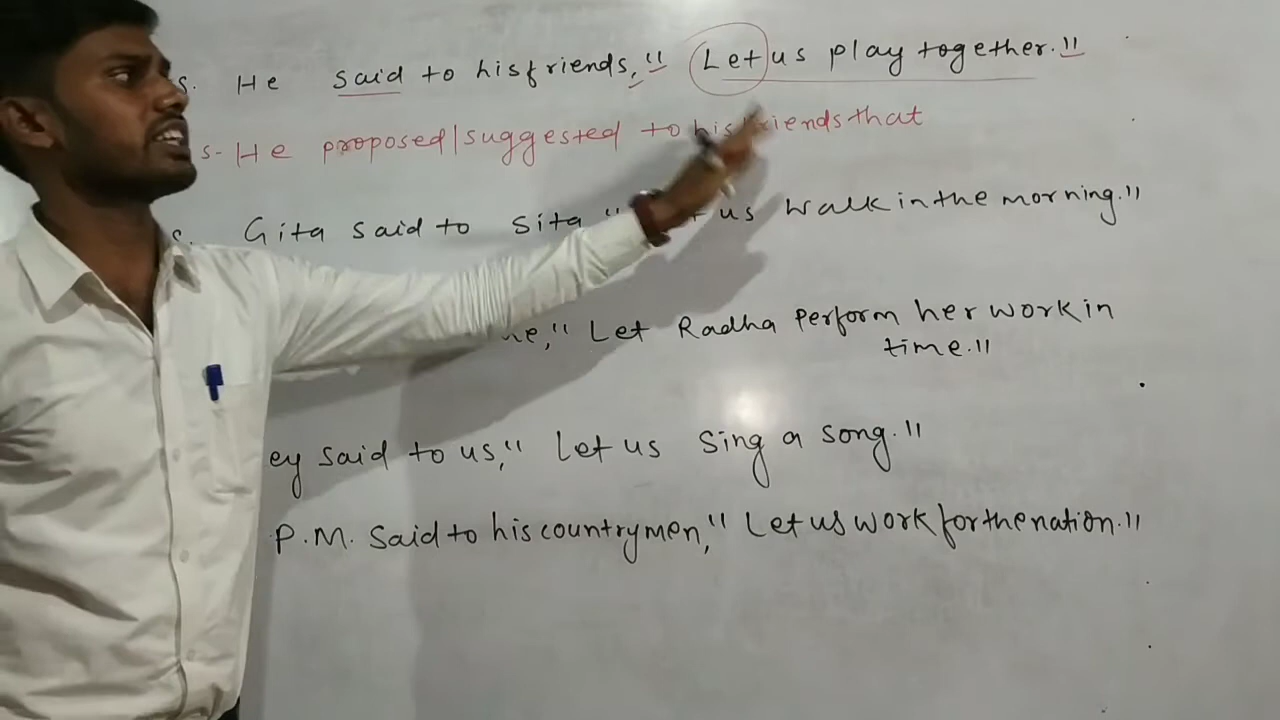 s. He said to his friends, "Let us play together."
s- He proposed/suggested to his friends that
s. Gita said to Sita " us walk in the morning."
," Let Radha perform her work in
time."
ey said to us," Let us sing a song."
P.M. said to his countrymen," Let us work for the nation."